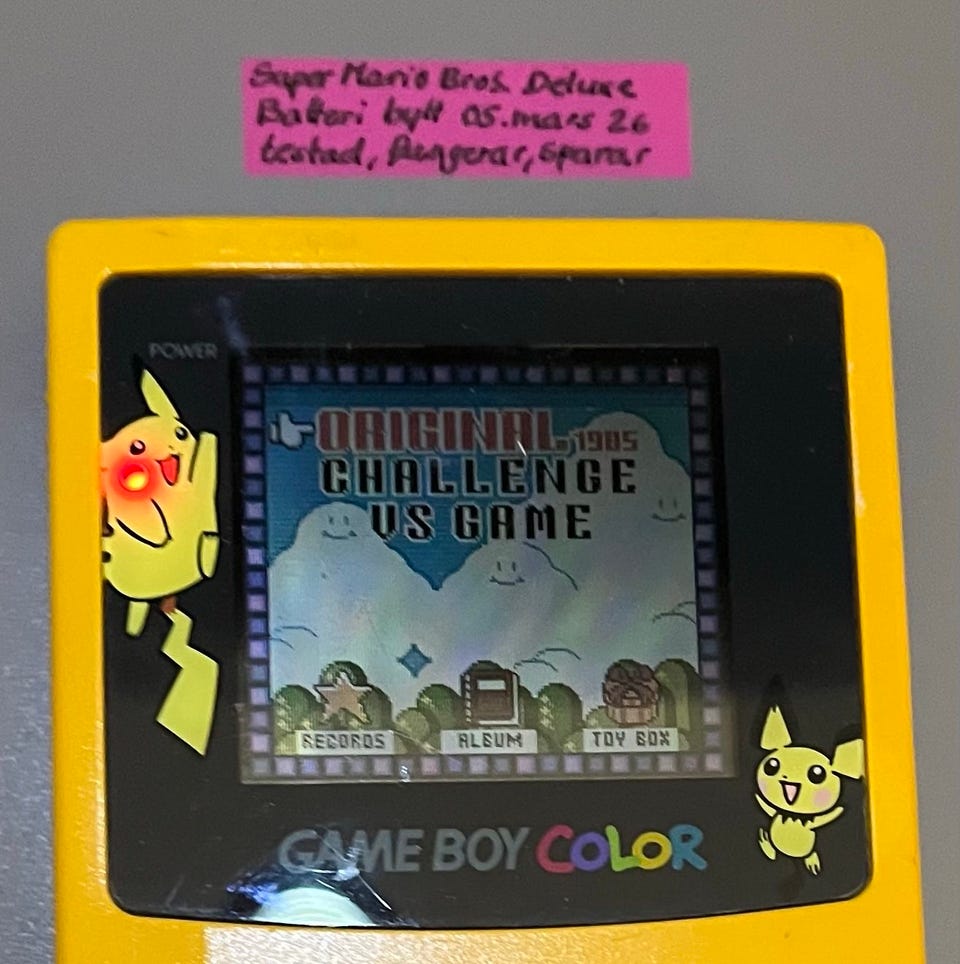 Super Mario Bros. Deluxe
Batteri bytt 05. mars 26
testad, fungerar, sparar
POWER
ORIGINAL 1985
CHALLENGE
VS GAME
RECORDS ALBUM TOY BOX
GAME BOY COLOR